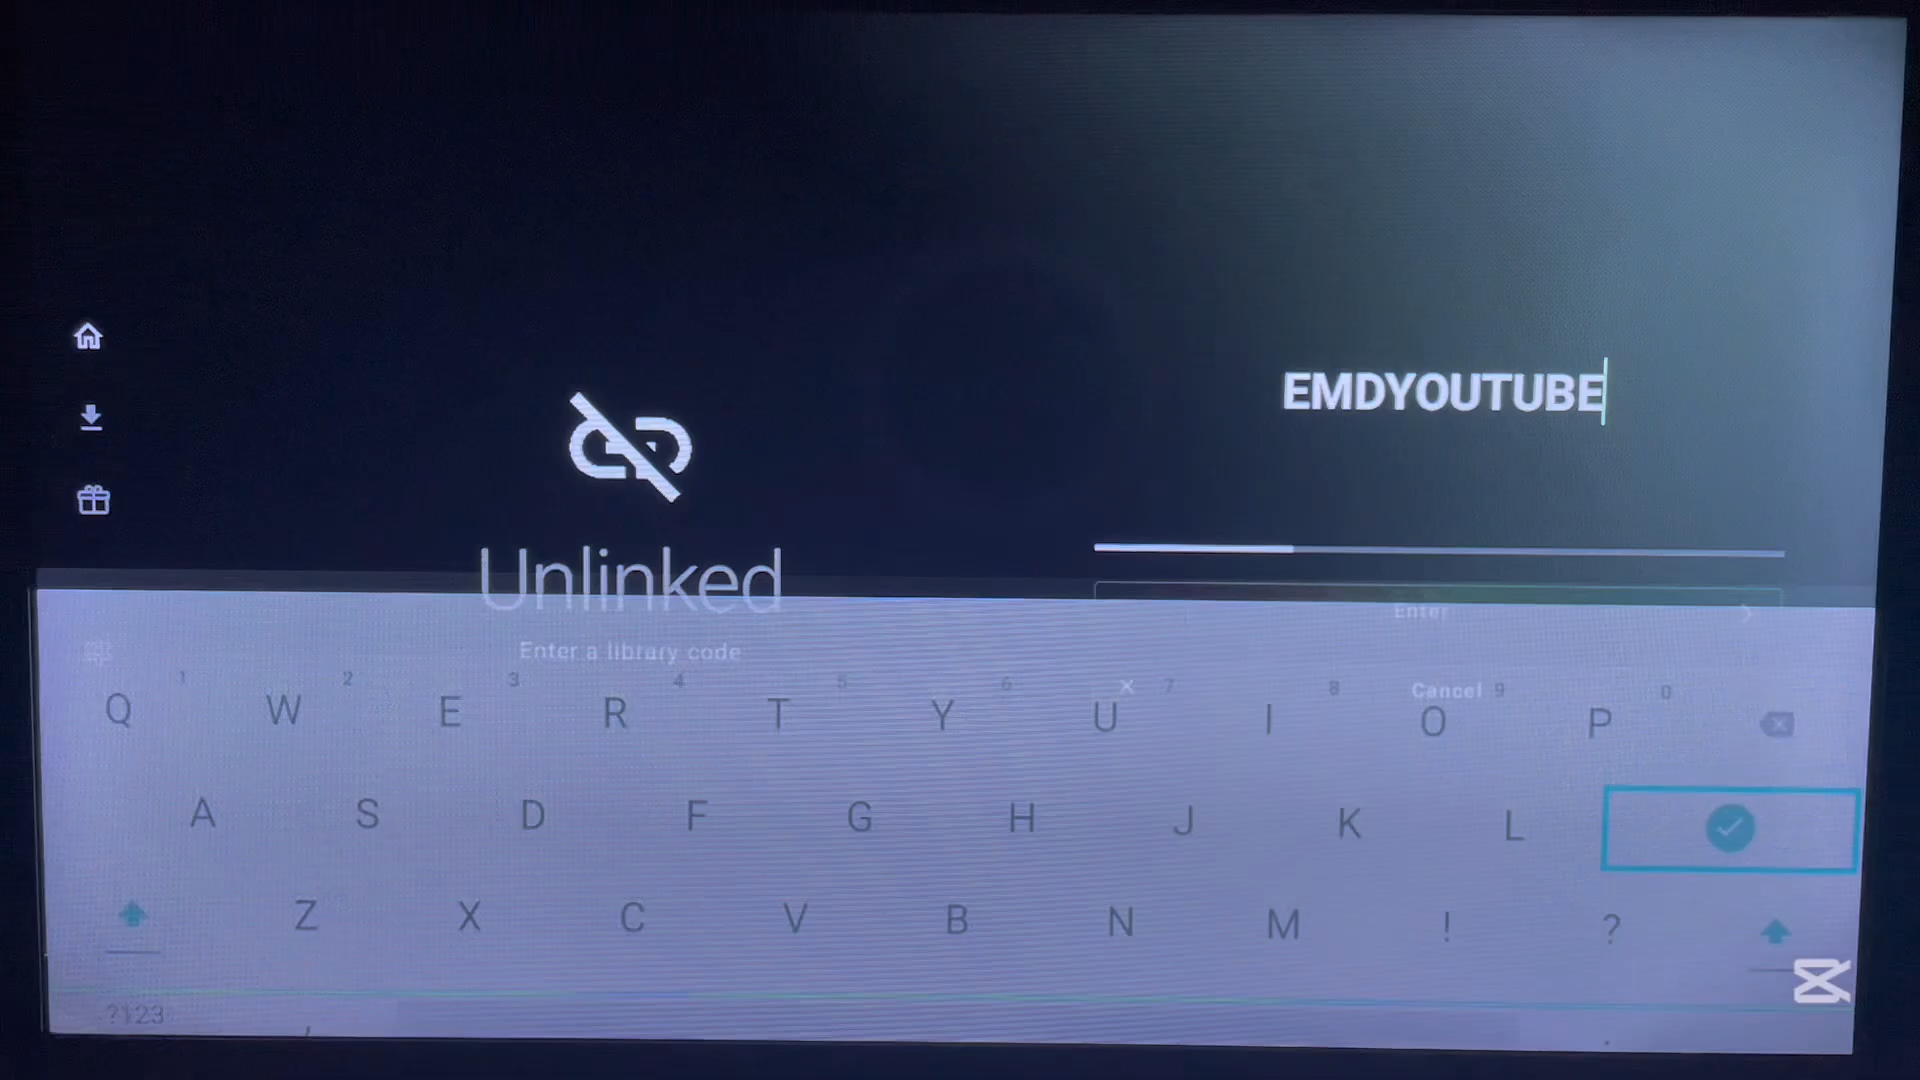 EMDYOUTUBE
Unlinked
Enter
Enter a library code
Cancel
1 2 3 4 5 6 7 8 9 0
Q W E R T Y U I O P
A S D F G H J K L
Z X C V B N M ! ?
?123 , .